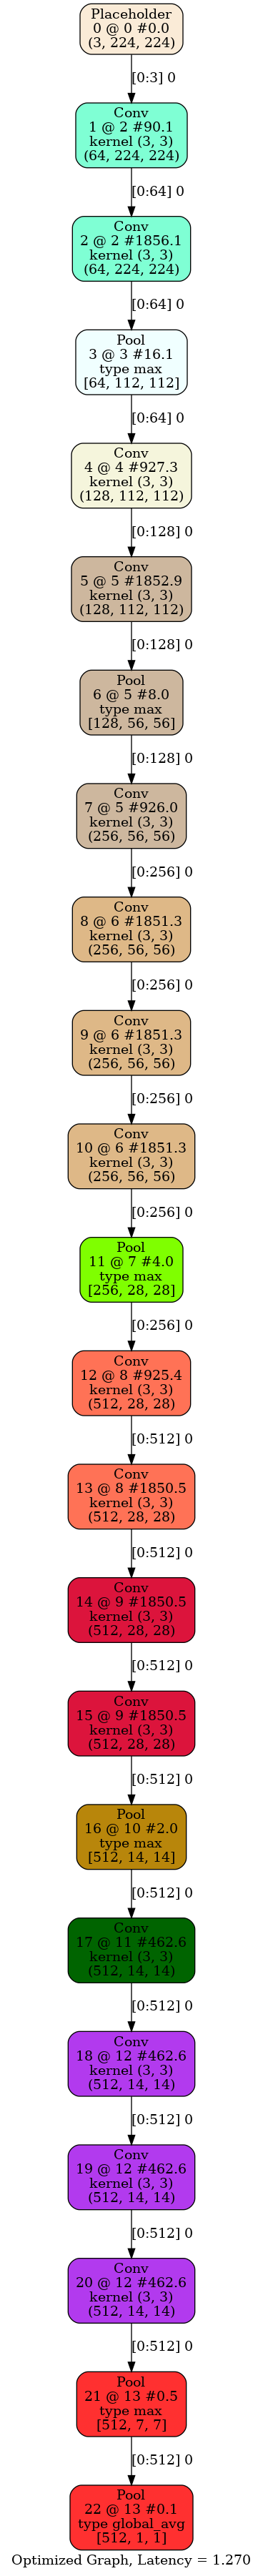 Placeholder
0 @ 0 #0.0
(3, 224, 224)
[0:3] 0
Conv
1 @ 2 #90.1
kernel (3, 3)
(64, 224, 224)
[0:64] 0
Conv
2 @ 2 #1856.1
kernel (3, 3)
(64, 224, 224)
[0:64] 0
Pool
3 @ 3 #16.1
type max
[64, 112, 112]
[0:64] 0
Conv
4 @ 4 #927.3
kernel (3, 3)
(128, 112, 112)
[0:128] 0
Conv
5 @ 5 #1852.9
kernel (3, 3)
(128, 112, 112)
[0:128] 0
Pool
6 @ 5 #8.0
type max
[128, 56, 56]
[0:128] 0
Conv
7 @ 5 #926.0
kernel (3, 3)
(256, 56, 56)
[0:256] 0
Conv
8 @ 6 #1851.3
kernel (3, 3)
(256, 56, 56)
[0:256] 0
Conv
9 @ 6 #1851.3
kernel (3, 3)
(256, 56, 56)
[0:256] 0
Conv
10 @ 6 #1851.3
kernel (3, 3)
(256, 56, 56)
[0:256] 0
Pool
11 @ 7 #4.0
type max
[256, 28, 28]
[0:256] 0
Conv
12 @ 8 #925.4
kernel (3, 3)
(512, 28, 28)
[0:512] 0
Conv
13 @ 8 #1850.5
kernel (3, 3)
(512, 28, 28)
[0:512] 0
Conv
14 @ 9 #1850.5
kernel (3, 3)
(512, 28, 28)
[0:512] 0
Conv
15 @ 9 #1850.5
kernel (3, 3)
(512, 28, 28)
[0:512] 0
Pool
16 @ 10 #2.0
type max
[512, 14, 14]
[0:512] 0
Conv
17 @ 11 #462.6
kernel (3, 3)
(512, 14, 14)
[0:512] 0
Conv
18 @ 12 #462.6
kernel (3, 3)
(512, 14, 14)
[0:512] 0
Conv
19 @ 12 #462.6
kernel (3, 3)
(512, 14, 14)
[0:512] 0
Conv
20 @ 12 #462.6
kernel (3, 3)
(512, 14, 14)
[0:512] 0
Pool
21 @ 13 #0.5
type max
[512, 7, 7]
[0:512] 0
Pool
22 @ 13 #0.1
type global_avg
[512, 1, 1]
Optimized Graph, Latency = 1.270